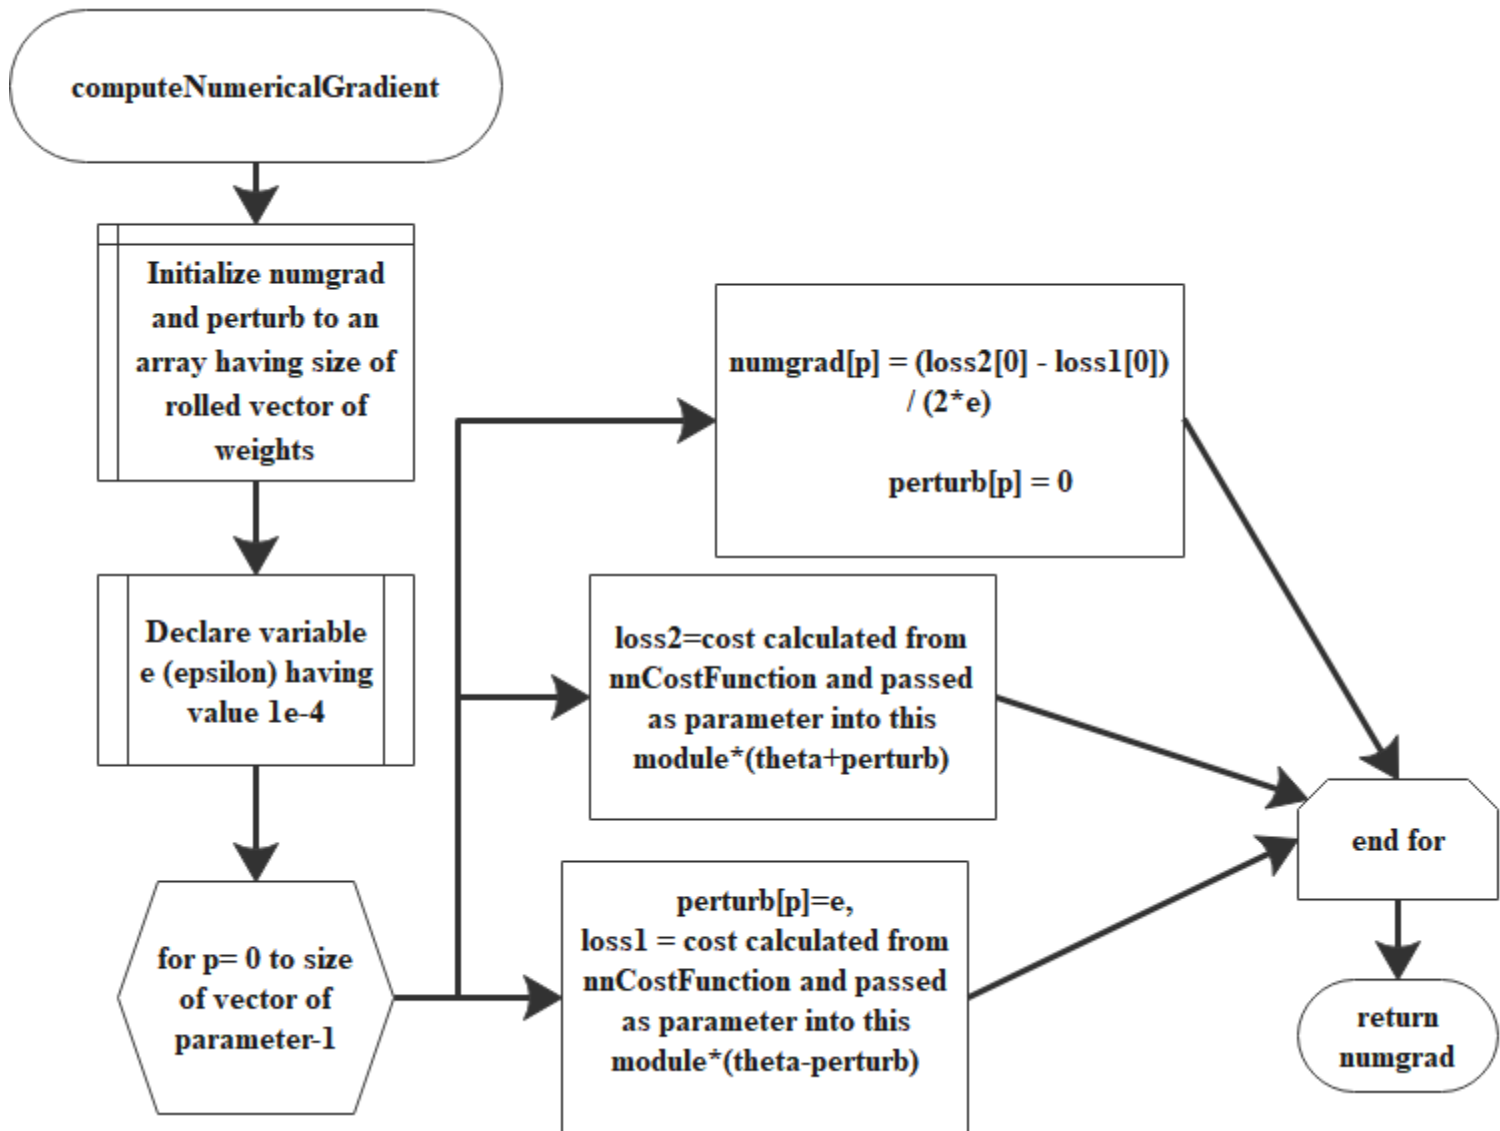 computeNumericalGradient
Initialize numgrad
and perturb to an
array having size of
rolled vector of
weights
Declare variable
e (epsilon) having
value 1e-4
for p= 0 to size
of vector of
parameter-1
numgrad[p] = (loss2[0] - loss1[0])
/ (2*e)
perturb[p] = 0
loss2=cost calculated from
nnCostFunction and passed
as parameter into this
module*(theta+perturb)
perturb[p]=e,
loss1 = cost calculated from
nnCostFunction and passed
as parameter into this
module*(theta-perturb)
end for
return
numgrad